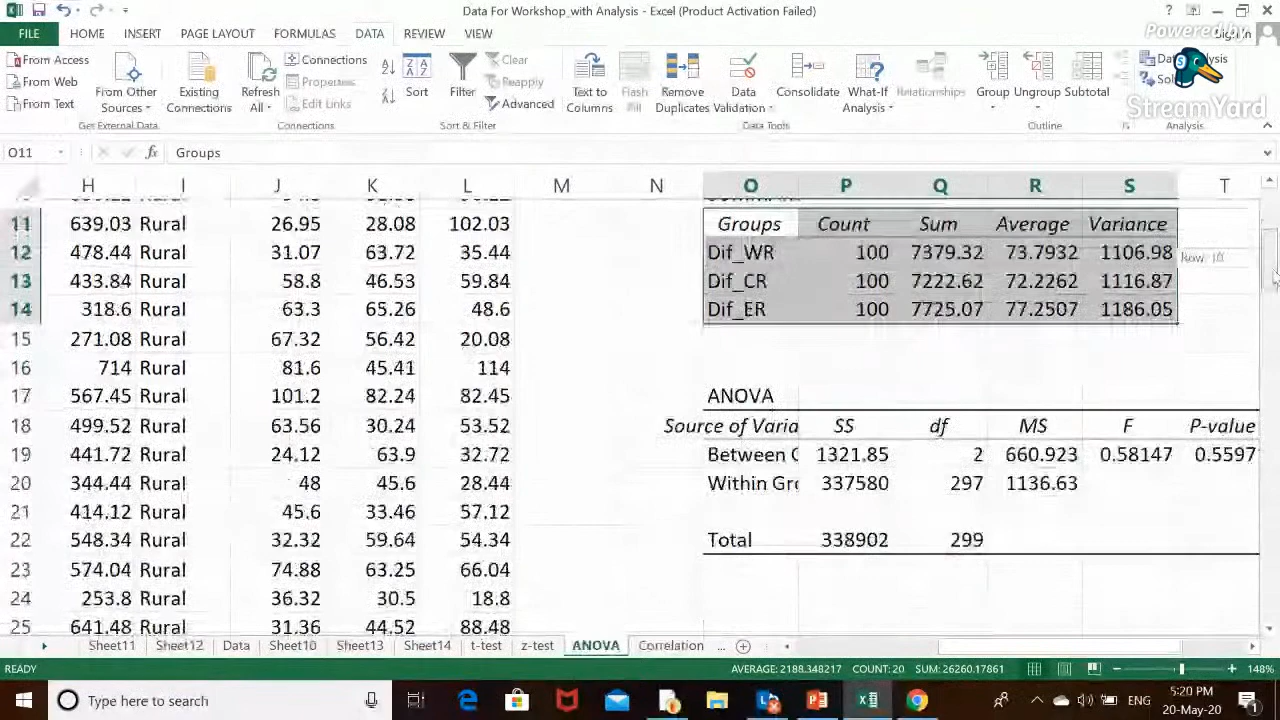 Data For Workshop_with Analysis - Excel (Product Activation Failed)
FILE HOME INSERT PAGE LAYOUT FORMULAS DATA REVIEW VIEW
Powered by
StreamYard
From Access
From Web
From Text
From Other
Sources
Existing
Connections
Get External Data
Refresh
All
Connections
Properties
Edit Links
Connections
Sort
Filter
Clear
Reapply
Advanced
Sort & Filter
Text to
Columns
Flash
Fill
Remove
Duplicates
Data
Validation
Consolidate
What-If
Analysis
Relationships
Data Tools
Group
Ungroup
Subtotal
Outline
Analysis
O11 Groups
H I J K L M N O P Q R S T
11 639.03 Rural 26.95 28.08 102.03 Groups Count Sum Average Variance
12 478.44 Rural 31.07 63.72 35.44 Dif_WR 100 7379.32 73.7932 1106.98
Row: 10
13 433.84 Rural 58.8 46.53 59.84 Dif_CR 100 7222.62 72.2262 1116.87
14 318.6 Rural 63.3 65.26 48.6 Dif_ER 100 7725.07 77.2507 1186.05
15 271.08 Rural 67.32 56.42 20.08
16 714 Rural 81.6 45.41 114
17 567.45 Rural 101.2 82.24 82.45 ANOVA
18 499.52 Rural 63.56 30.24 53.52 Source of Varia SS df MS F P-value
19 441.72 Rural 24.12 63.9 32.72 Between G 1321.85 2 660.923 0.58147 0.5597
20 344.44 Rural 48 45.6 28.44 Within Gro 337580 297 1136.63
21 414.12 Rural 45.6 33.46 57.12
22 548.34 Rural 32.32 59.64 54.34 Total 338902 299
23 574.04 Rural 74.88 63.25 66.04
24 253.8 Rural 36.32 30.5 18.8
25 641.48 Rural 31.36 44.52 88.48
Sheet11 Sheet12 Data Sheet10 Sheet13 Sheet14 t-test z-test ANOVA Correlation ...
READY AVERAGE: 2188.348217 COUNT: 20 SUM: 26260.17861 148%
Type here to search
ENG
5:20 PM
20-May-20